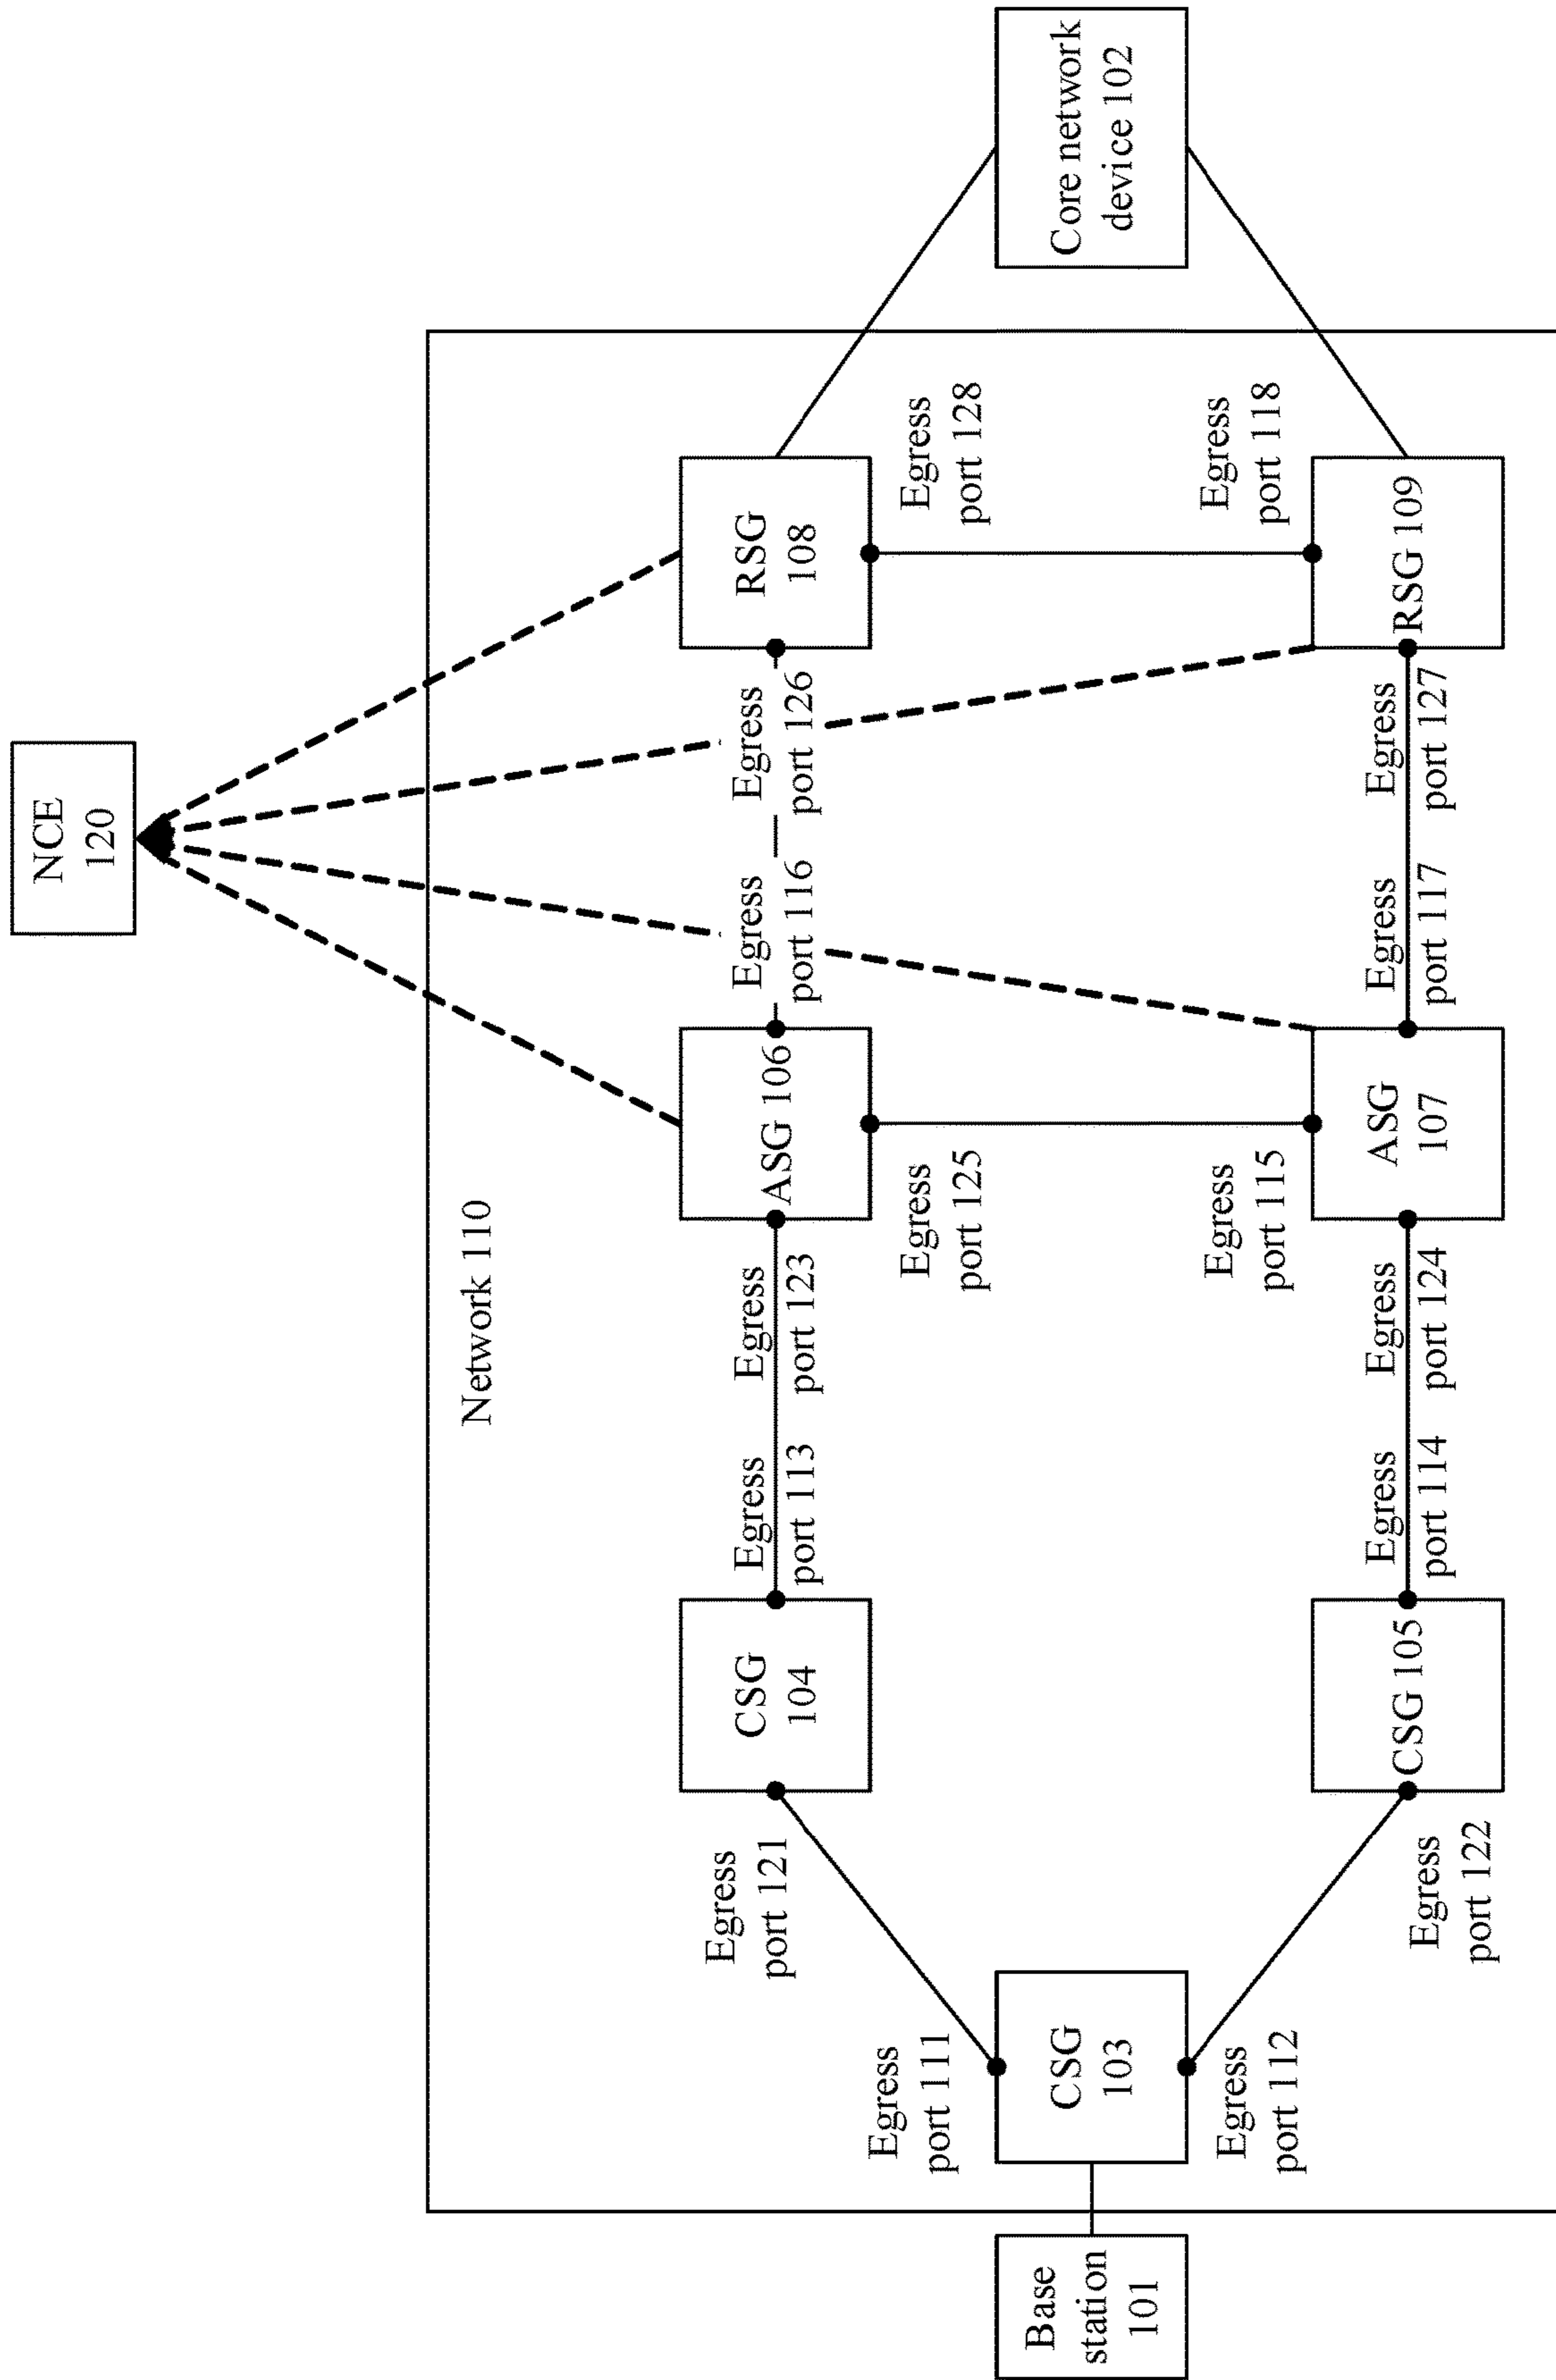 NCE
120
Network 110
Egress
port 121
CSG
104
Egress
port 113
Egress
port 123
ASG 106
Egress
port 116
Egress
port 126
RSG
108
Egress
port 125
Egress
port 128
Egress
port 111
Base
station
101
CSG
103
Core network
device 102
Egress
port 112
Egress
port 115
Egress
port 118
Egress
port 122
CSG 105
Egress
port 114
Egress
port 124
ASG
107
Egress
port 117
Egress
port 127
RSG 109